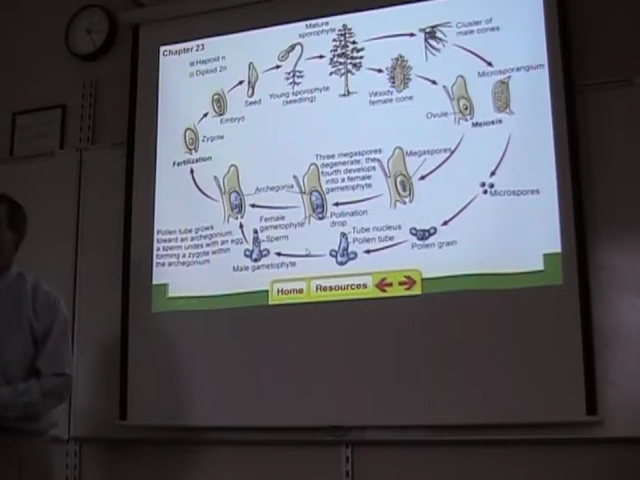 Chapter 23
Haploid n
Diploid 2n
Mature
sporophyte
Cluster of
male cones
Seed
Young sporophyte
(seedling)
Woody
female cone
Microsporangium
Embryo
Ovule
Meiosis
Zygote
Fertilization
Three megaspores
degenerate, the
fourth develops
into a female
gametophyte
Megaspores
Archegonia
Microspores
Female
gametophyte
Pollination
drop
Pollen tube grows
toward an archegonium,
a sperm unites with an egg
forming a zygote within
the archegonium.
Sperm
Tube nucleus
Pollen tube
Pollen grain
Male gametophyte
Home
Resources